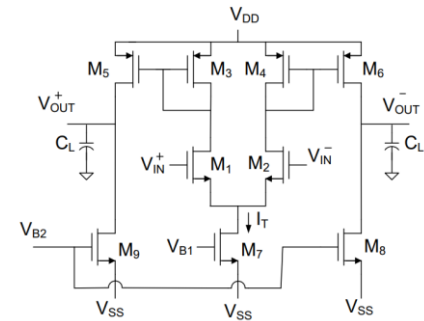 V_DD
M_5 M_3 M_4 M_6
V_OUT^+ V_OUT^-
C_L V_IN^+ M_1 M_2 V_IN^- C_L
I_T
V_B2 M_9 V_B1 M_7 M_8
V_SS V_SS V_SS